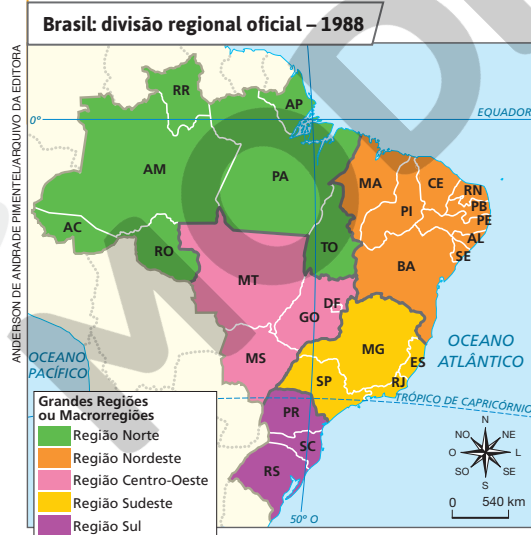 Brasil: divisão regional oficial – 1988
ANDERSON DE ANDRADE PIMENTEL/ARQUIVO DA EDITORA
RR
AP
0°
EQUADOR
AM
PA
MA
CE
RN
PB
PE
PI
AL
SE
AC
RO
TO
BA
MT
DF
GO
MG
ES
MS
SP
RJ
OCEANO
PACÍFICO
OCEANO
ATLÂNTICO
TRÓPICO DE CAPRICÓRNIO
PR
SC
RS
50° O
Grandes Regiões
ou Macrorregiões
Região Norte
Região Nordeste
Região Centro-Oeste
Região Sudeste
Região Sul
N
NO
NE
O
L
SO
SE
S
0 540 km